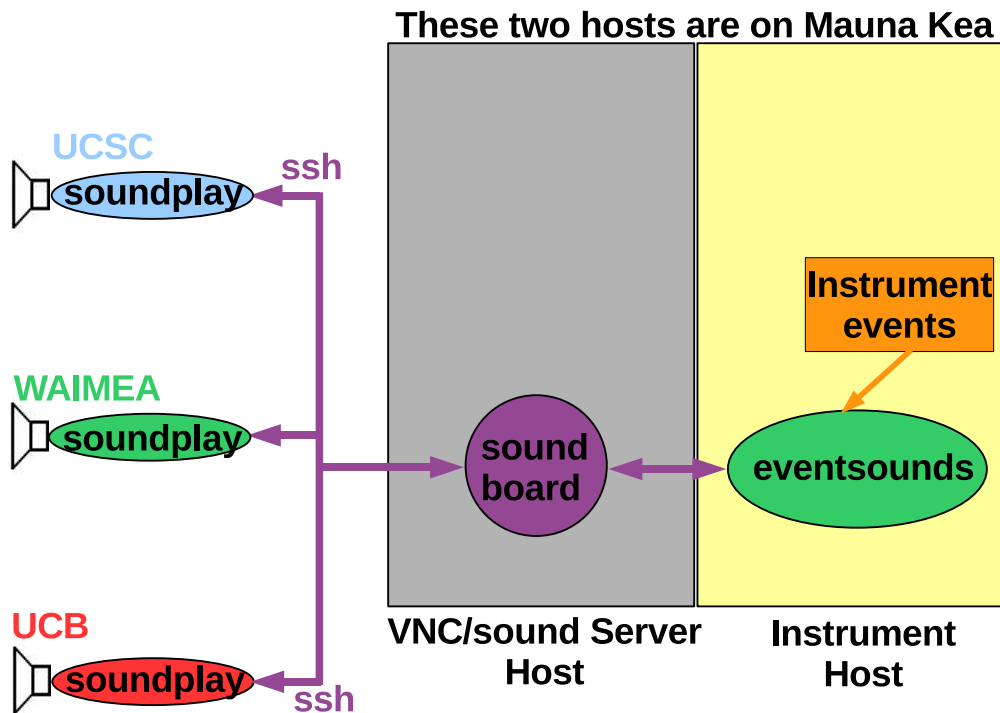 These two hosts are on Mauna Kea
UCSC
ssh
soundplay
Instrument
events
WAIMEA
soundplay
sound
board
eventsounds
UCB
soundplay
ssh
VNC/sound Server
Host
Instrument
Host